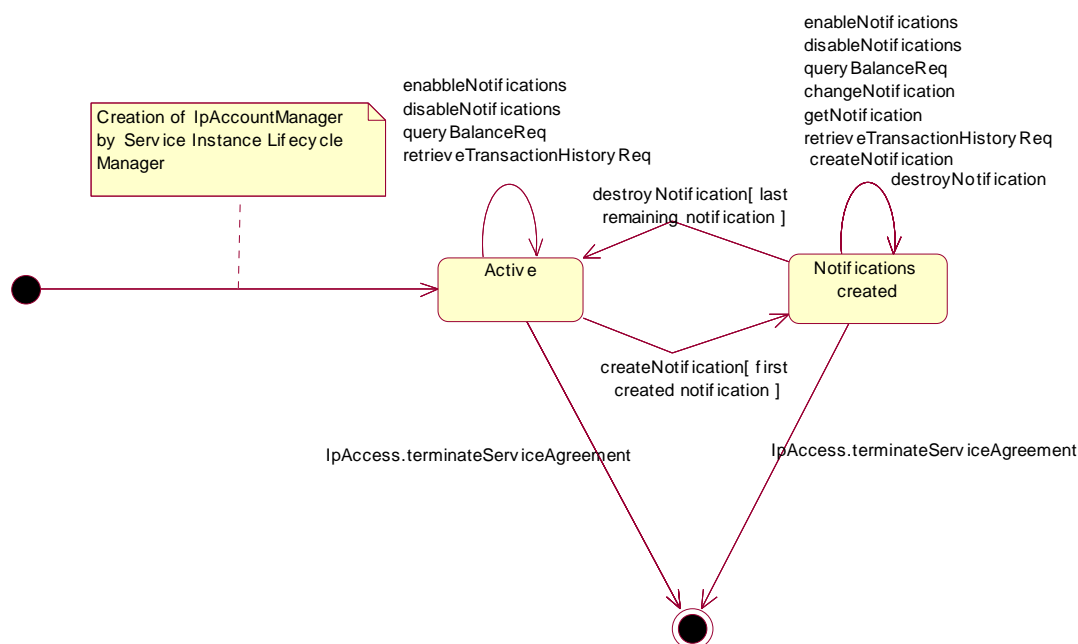 enableNotifications
disableNotifications
queryBalanceReq
changeNotification
getNotification
retrieveTransactionHistoryReq
createNotification
destroyNotification
enabbleNotifications
disableNotifications
queryBalanceReq
retrieveTransactionHistoryReq
Creation of IpAccountManager
by Service Instance Lifecycle
Manager
destroyNotification[ last
remaining notification ]
Active
Notifications
created
createNotification[ first
created notification ]
IpAccess.terminateServiceAgreement
IpAccess.terminateServiceAgreement